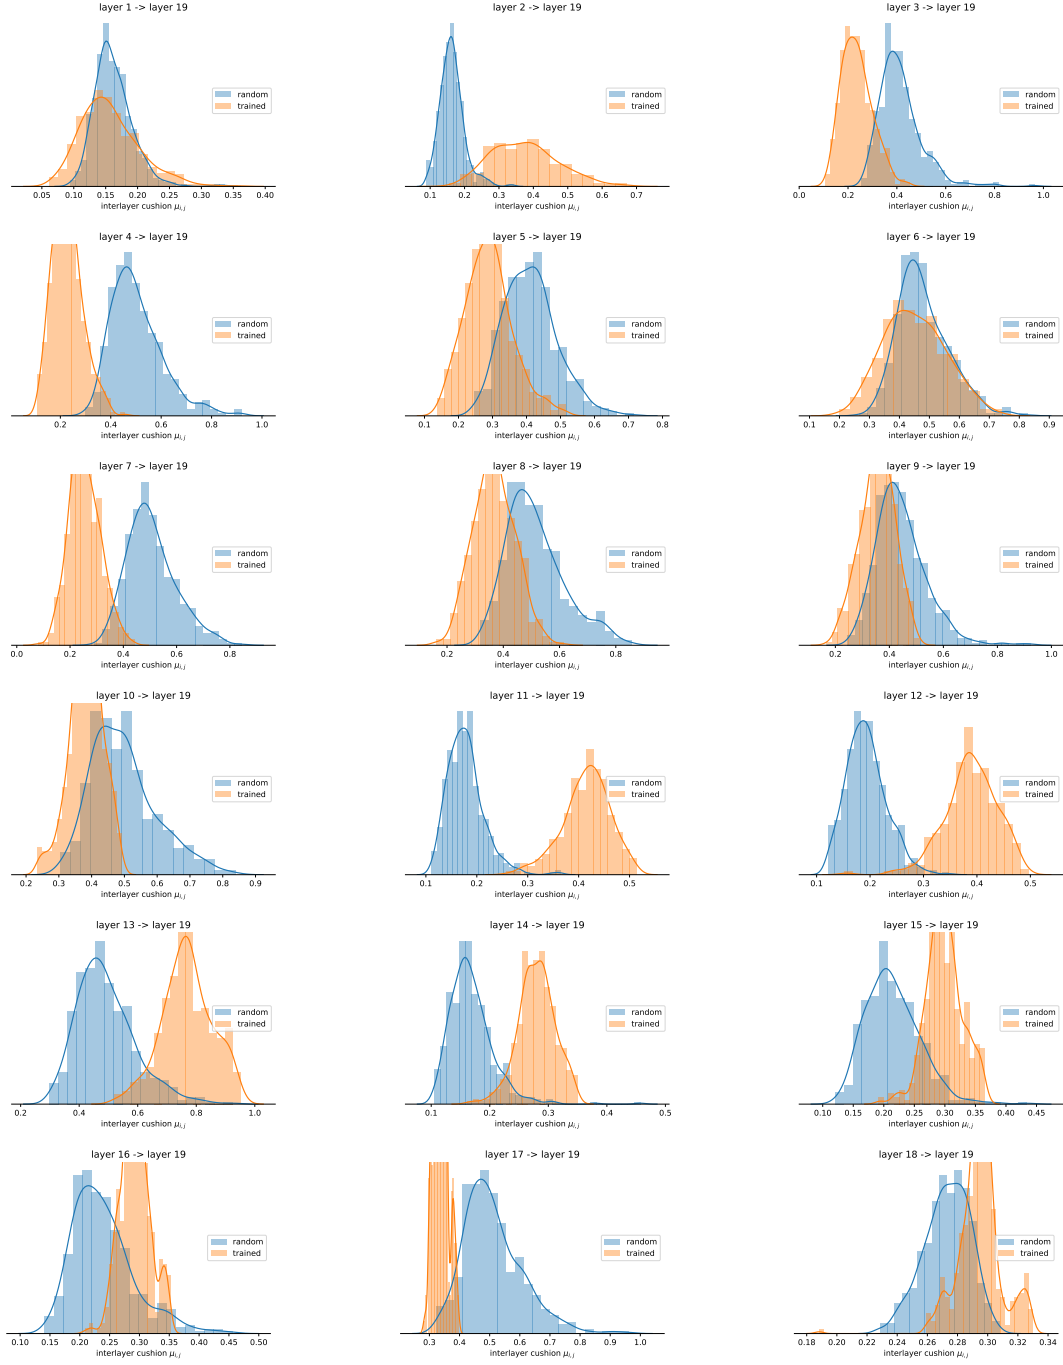 layer 1 -> layer 19
random
trained
0.05 0.10 0.15 0.20 0.25 0.30 0.35 0.40
interlayer cushion μi,j
layer 2 -> layer 19
random
trained
0.1 0.2 0.3 0.4 0.5 0.6 0.7
interlayer cushion μi,j
layer 3 -> layer 19
random
trained
0.0 0.2 0.4 0.6 0.8 1.0
interlayer cushion μi,j
layer 4 -> layer 19
random
trained
0.2 0.4 0.6 0.8 1.0
interlayer cushion μi,j
layer 5 -> layer 19
random
trained
0.1 0.2 0.3 0.4 0.5 0.6 0.7 0.8
interlayer cushion μi,j
layer 6 -> layer 19
random
trained
0.1 0.2 0.3 0.4 0.5 0.6 0.7 0.8 0.9
interlayer cushion μi,j
layer 7 -> layer 19
random
trained
0.0 0.2 0.4 0.6 0.8
interlayer cushion μi,j
layer 8 -> layer 19
random
trained
0.2 0.4 0.6 0.8
interlayer cushion μi,j
layer 9 -> layer 19
random
trained
0.2 0.4 0.6 0.8 1.0
interlayer cushion μi,j
layer 10 -> layer 19
random
trained
0.2 0.3 0.4 0.5 0.6 0.7 0.8 0.9
interlayer cushion μi,j
layer 11 -> layer 19
random
trained
0.1 0.2 0.3 0.4 0.5
interlayer cushion μi,j
layer 12 -> layer 19
random
trained
0.1 0.2 0.3 0.4 0.5
interlayer cushion μi,j
layer 13 -> layer 19
random
trained
0.2 0.4 0.6 0.8 1.0
interlayer cushion μi,j
layer 14 -> layer 19
random
trained
0.1 0.2 0.3 0.4 0.5
interlayer cushion μi,j
layer 15 -> layer 19
random
trained
0.10 0.15 0.20 0.25 0.30 0.35 0.40 0.45
interlayer cushion μi,j
layer 16 -> layer 19
random
trained
0.10 0.15 0.20 0.25 0.30 0.35 0.40 0.45 0.50
interlayer cushion μi,j
layer 17 -> layer 19
random
trained
0.2 0.3 0.4 0.5 0.6 0.7 0.8 0.9 1.0
interlayer cushion μi,j
layer 18 -> layer 19
random
trained
0.18 0.20 0.22 0.24 0.26 0.28 0.30 0.32 0.34
interlayer cushion μi,j